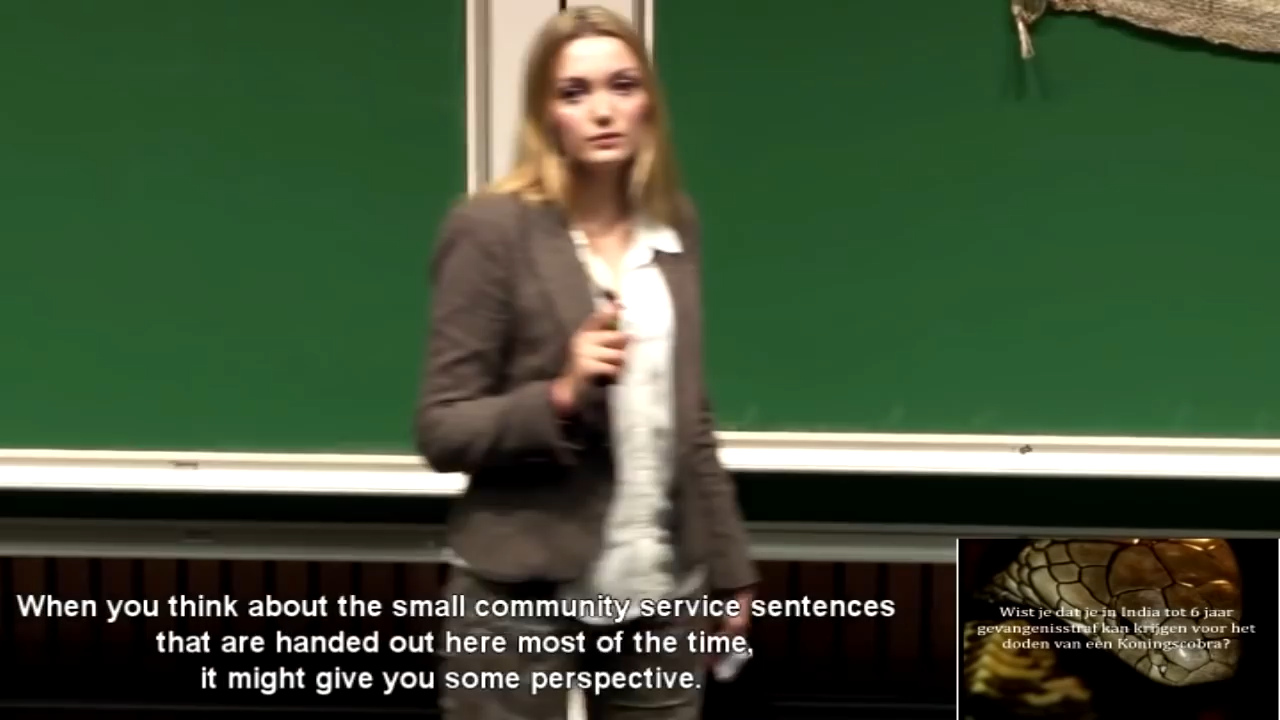 When you think about the small community service sentences
that are handed out here most of the time,
it might give you some perspective.
Wist je dat je in India tot 6 jaar
gevangenisstraf kan krijgen voor het
doden van een Koningscobra?